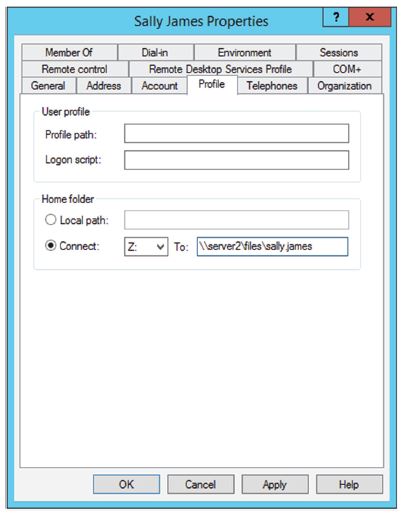 Sally James Properties ? x
Member Of Dial-in Environment Sessions
Remote control Remote Desktop Services Profile COM+
General Address Account Profile Telephones Organization
User profile
Profile path:
Logon script:
Home folder
Local path:
Connect: Z: To: \\server2\files\sally.james
OK Cancel Apply Help